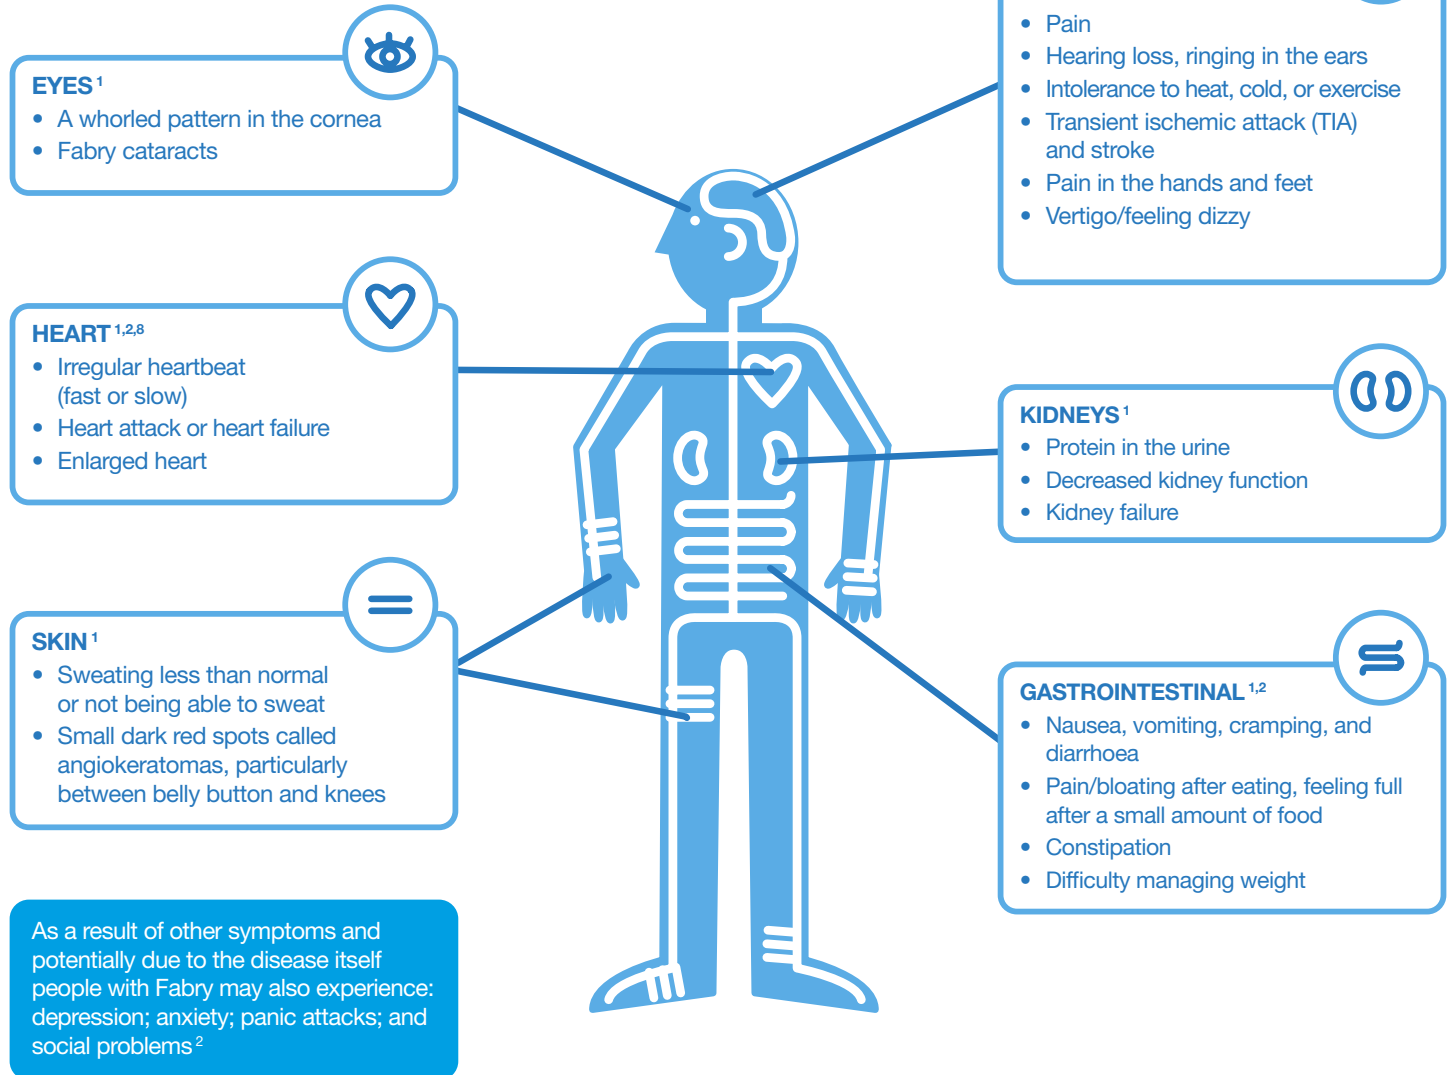 EYES 1
• A whorled pattern in the cornea
• Fabry cataracts
HEART 1,2,8
• Irregular heartbeat
(fast or slow)
• Heart attack or heart failure
• Enlarged heart
SKIN 1
• Sweating less than normal
or not being able to sweat
• Small dark red spots called
angiokeratomas, particularly
between belly button and knees
As a result of other symptoms and
potentially due to the disease itself
people with Fabry may also experience:
depression; anxiety; panic attacks; and
social problems 2
• Pain
• Hearing loss, ringing in the ears
• Intolerance to heat, cold, or exercise
• Transient ischemic attack (TIA)
and stroke
• Pain in the hands and feet
• Vertigo/feeling dizzy
KIDNEYS 1
• Protein in the urine
• Decreased kidney function
• Kidney failure
GASTROINTESTINAL 1,2
• Nausea, vomiting, cramping, and
diarrhoea
• Pain/bloating after eating, feeling full
after a small amount of food
• Constipation
• Difficulty managing weight